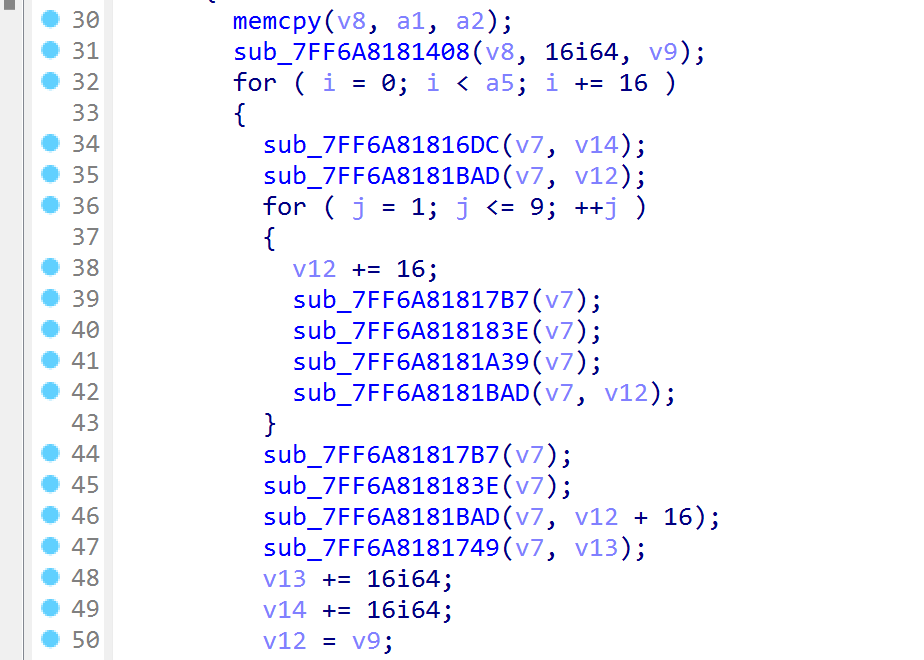 30 memcpy(v8, a1, a2);
31 sub_7FF6A8181408(v8, 16i64, v9);
32 for ( i = 0; i < a5; i += 16 )
33 {
34 sub_7FF6A81816DC(v7, v14);
35 sub_7FF6A8181BAD(v7, v12);
36 for ( j = 1; j <= 9; ++j )
37 {
38 v12 += 16;
39 sub_7FF6A81817B7(v7);
40 sub_7FF6A818183E(v7);
41 sub_7FF6A8181A39(v7);
42 sub_7FF6A8181BAD(v7, v12);
43 }
44 sub_7FF6A81817B7(v7);
45 sub_7FF6A818183E(v7);
46 sub_7FF6A8181BAD(v7, v12 + 16);
47 sub_7FF6A8181749(v7, v13);
48 v13 += 16i64;
49 v14 += 16i64;
50 v12 = v9;